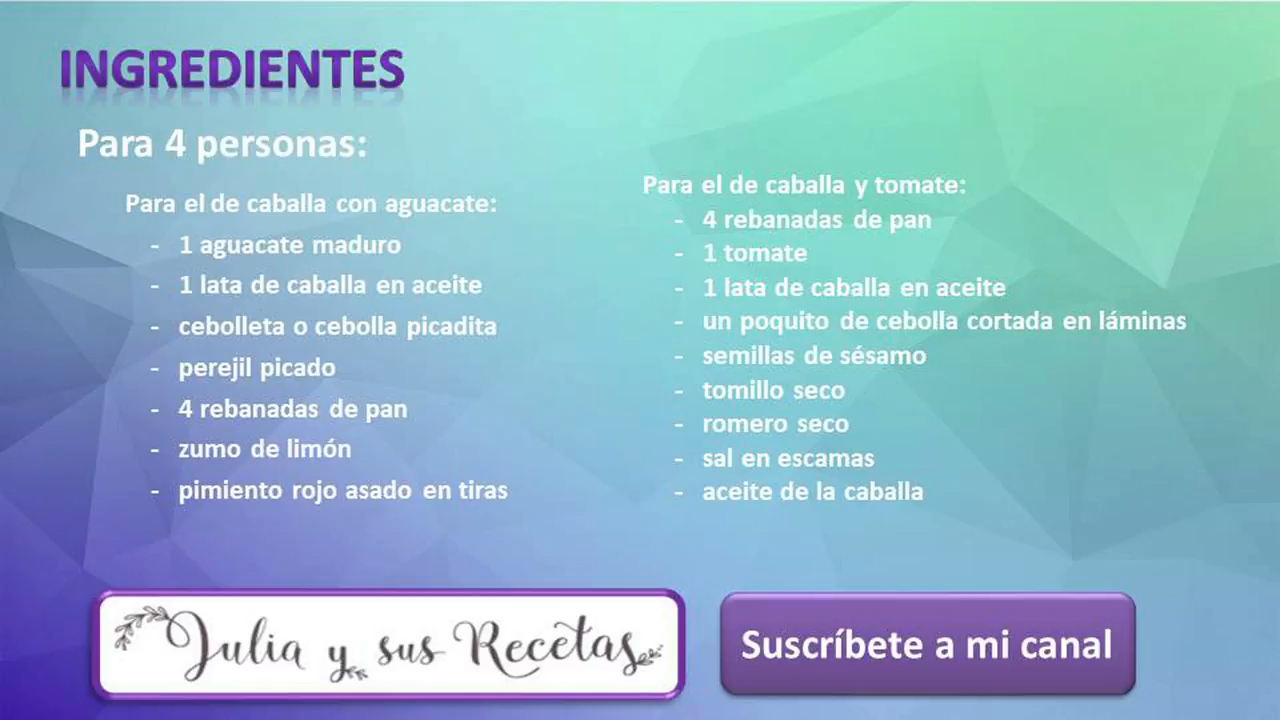 INGREDIENTES
Para 4 personas:
Para el de caballa con aguacate:
- 1 aguacate maduro
- 1 lata de caballa en aceite
- cebolleta o cebolla picadita
- perejil picado
- 4 rebanadas de pan
- zumo de limón
- pimiento rojo asado en tiras
Para el de caballa y tomate:
- 4 rebanadas de pan
- 1 tomate
- 1 lata de caballa en aceite
- un poquito de cebolla cortada en láminas
- semillas de sésamo
- tomillo seco
- romero seco
- sal en escamas
- aceite de la caballa
Julia y sus Recetas
Suscríbete a mi canal